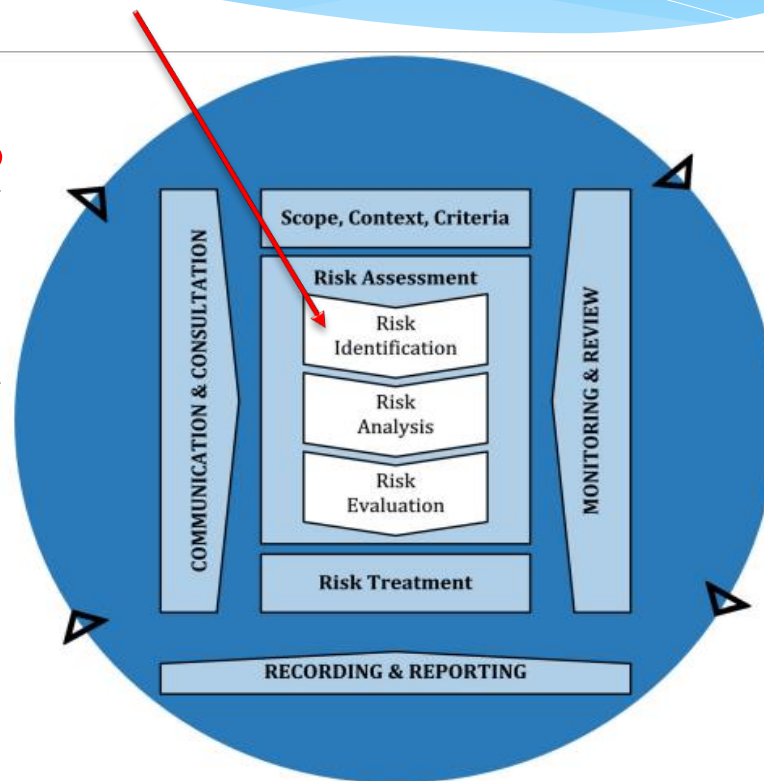 Scope, Context, Criteria
Risk Assessment
Risk
Identification
Risk
Analysis
Risk
Evaluation
Risk Treatment
COMMUNICATION & CONSULTATION
MONITORING & REVIEW
RECORDING & REPORTING